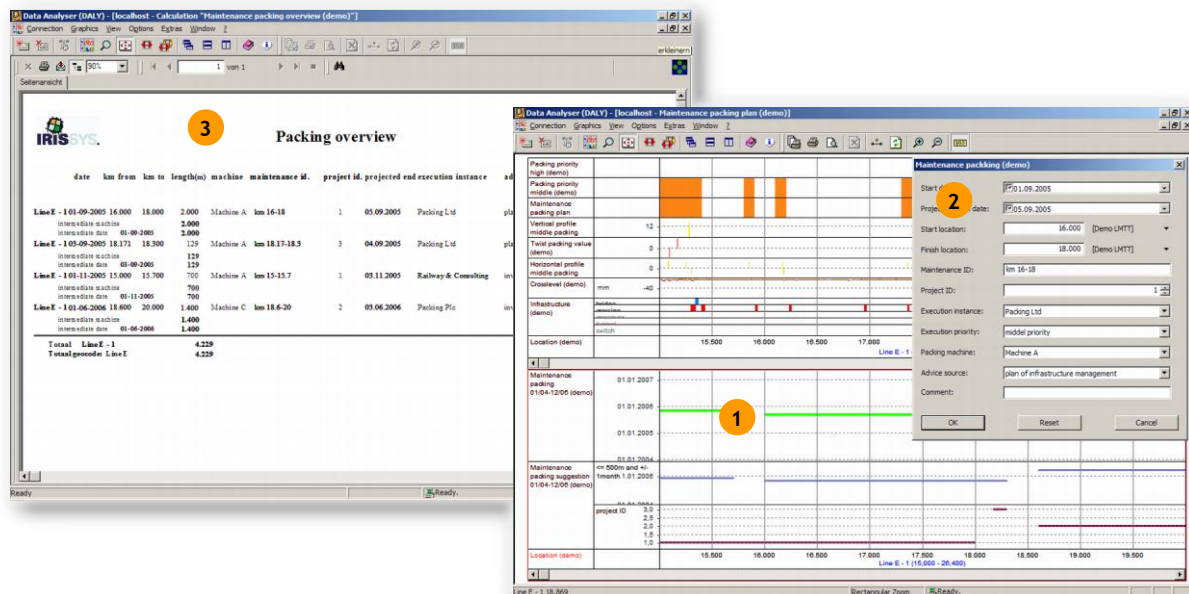 Data Analyser (DALY) - [localhost - Calculation "Maintenance packing overview (demo)"]
Connection Graphics View Options Extras Window ?
erkleinern
90% 1 von 1
Seitenansicht
IRISSYS.
3
Packing overview
date km from km to length(m) machine maintenance id. project id. projected end execution instance ad
Line E - 1 01-09-2005 16.000 18.000 2.000 Machine A km 16-18 1 05.09.2005 Packing Ltd pla
intermediate machine 2.000
intermediate date 01-09-2005 2.000
Line E - 1 03-09-2005 18.171 18.300 129 Machine A km 18.17-18.3 3 04.09.2005 Packing Ltd pla
intermediate machine 129
intermediate date 03-09-2005 129
Line E - 1 01-11-2005 15.000 15.700 700 Machine A km 15-15.7 1 03.11.2005 Railway & Consulting inv
intermediate machine 700
intermediate date 01-11-2005 700
Line E - 1 01-06-2006 18.600 20.000 1.400 Machine C km 18.6-20 2 03.06.2006 Packing Plc inv
intermediate machine 1.400
intermediate date 01-06-2006 1.400
Totaal Line E - 1 4.229
Totaal geocode: Line E 4.229
Ready Ready.
Data Analyser (DALY) - [localhost - Maintenance packing plan (demo)]
Connection Graphics View Options Extras Window ?
Packing priority
high (demo)
Packing priority
middle (demo)
Maintenance
packing plan
Vertical profile
middle packing 12
Twist packing value
(demo) 0
Horizontal profile
middle packing 0
Crosslevel (demo) mm -40
Infrastructure
(demo)
switch
Location (demo) 15.500 16.000 16.500 17.000
Line E - 1 (
Maintenance
packing
01/04-12/06 (demo)
01.01.2007
01.01.2006
01.01.2005
01.01.2004
1
Maintenance
packing suggestion
01/04-12/06 (demo)
<= 500m and +/-
1month 1.01.2006
project ID 3,0
2,5
2,0
1,5
1,0
Location (demo) 15.500 16.000 16.500 17.000 17.500 18.000 18.500 19.000 19.500
Line E - 1 (15,000 - 26,400)
Line E - 1 18.869 Rectangular Zoom Ready.
Maintenance packking (demo)
2
Start 01.09.2005
Project date: 05.09.2005
Start location: 16.000 [Demo LMTT]
Finish location: 18.000 [Demo LMTT]
Maintenance ID: km 16-18
Project ID: 1
Execution instance: Packing Ltd
Execution priority: middel priority
Packing machine: Machine A
Advice source: plan of infrastructure management
Comment:
OK Reset Cancel